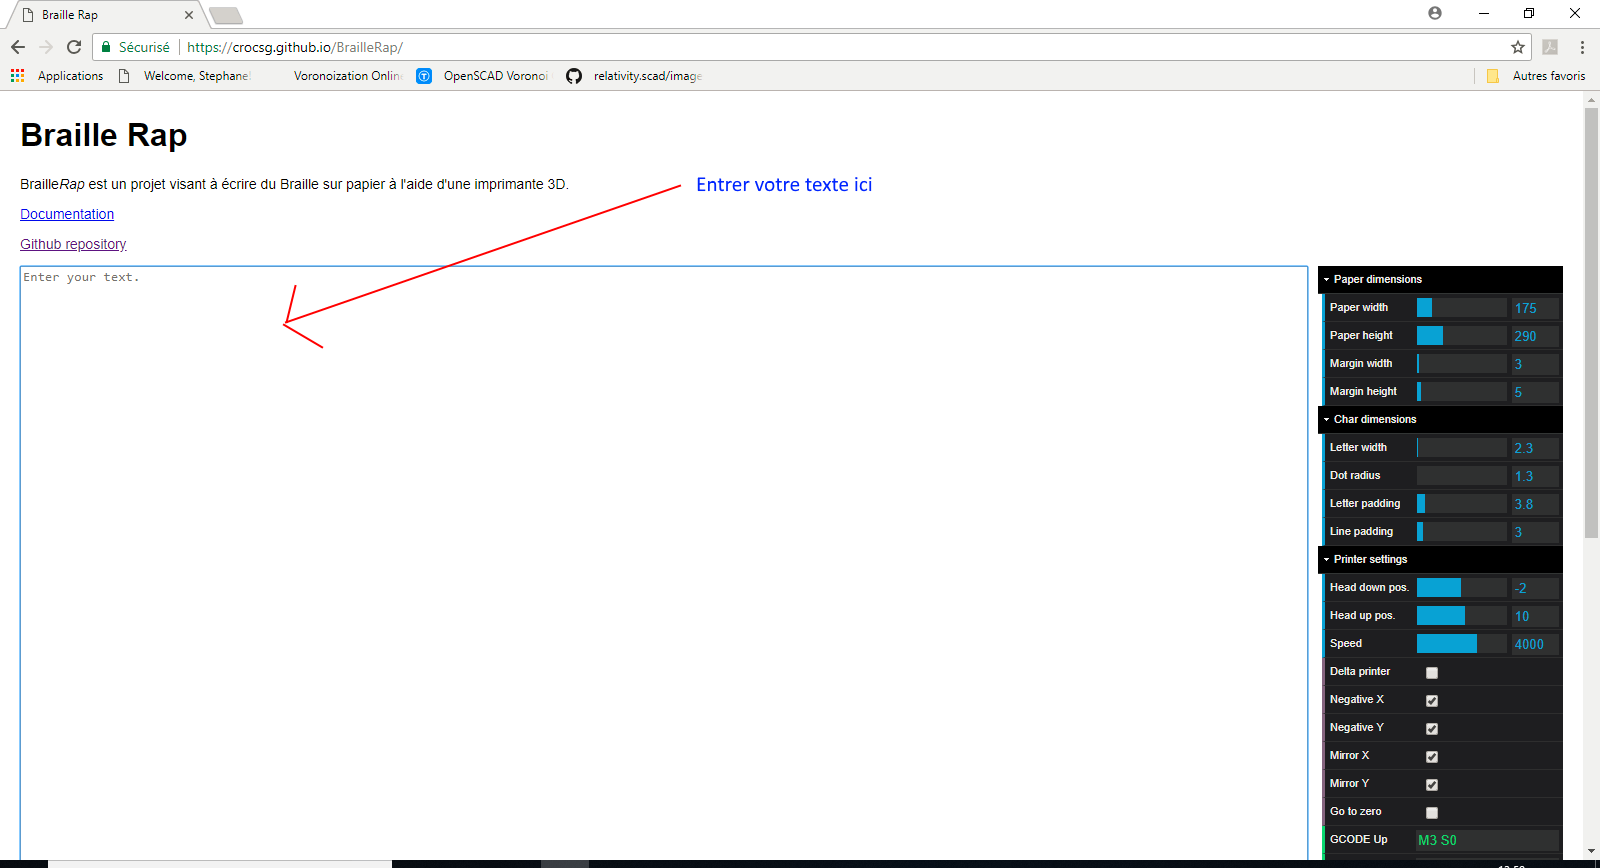 Braille Rap
Sécurisé
https://crocsg.github.io/BrailleRap/
Applications
Welcome, Stephane
Voronoization Onlin
OpenSCAD Voronoi
relativity.scad/image
Autres favoris
Braille Rap
BrailleRap est un projet visant à écrire du Braille sur papier à l'aide d'une imprimante 3D.
Entrer votre texte ici
Documentation
Github repository
Enter your text.
Paper dimensions
Paper width 175
Paper height 290
Margin width 3
Margin height 5
Char dimensions
Letter width 2.3
Dot radius 1.3
Letter padding 3.8
Line padding 3
Printer settings
Head down pos. -2
Head up pos. 10
Speed 4000
Delta printer
Negative X
Negative Y
Mirror X
Mirror Y
Go to zero
GCODE Up M3 S0